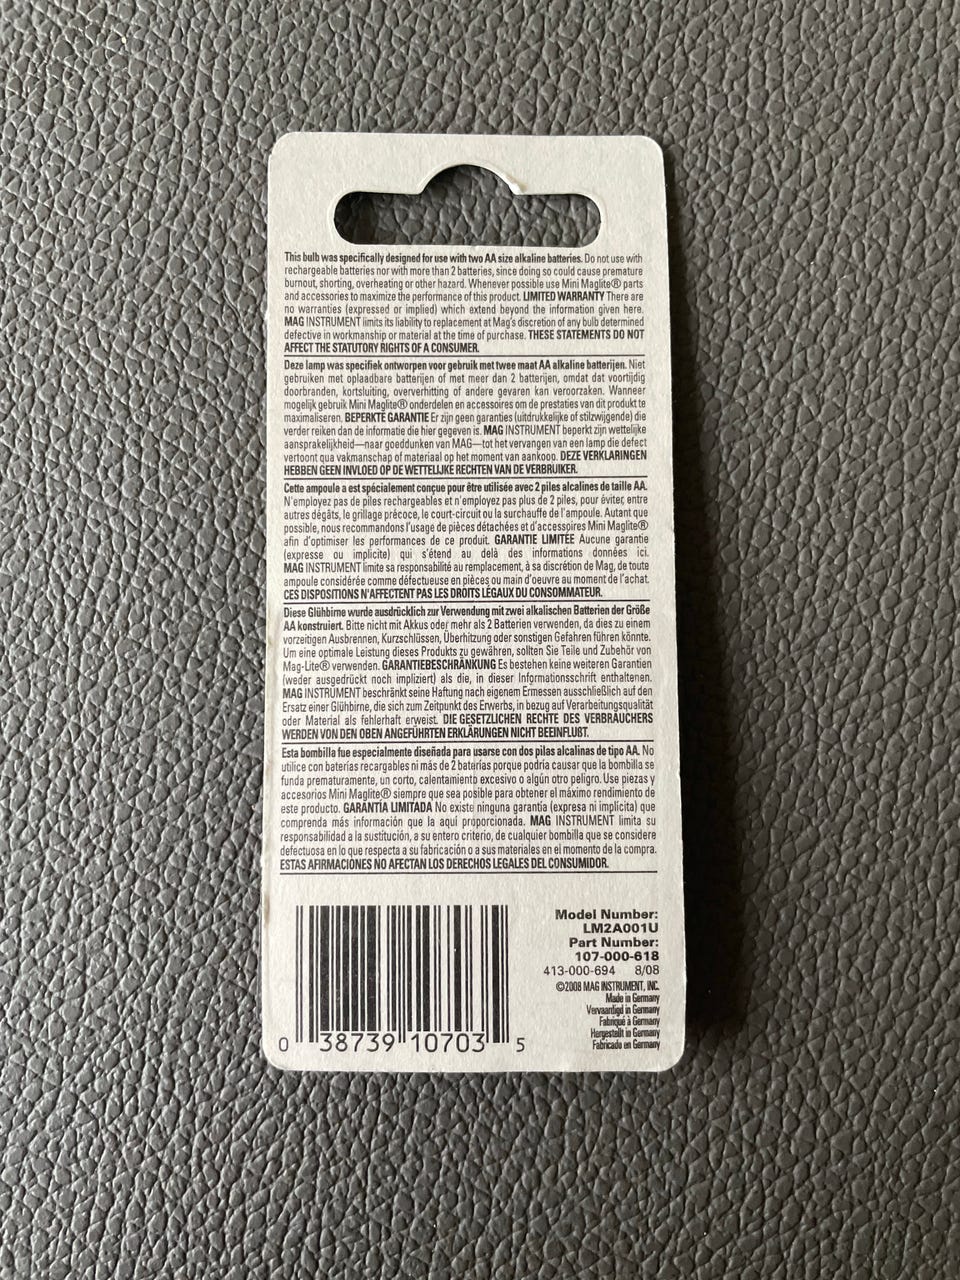 This bulb was specifically designed for use with two AA size alkaline batteries. Do not use with
rechargeable batteries nor with more than 2 batteries, since doing so could cause premature
burnout, shorting, overheating or other hazard. Whenever possible use Mini Maglite® parts
and accessories to maximize the performance of this product. LIMITED WARRANTY There are
no warranties (expressed or implied) which extend beyond the information given here.
MAG INSTRUMENT limits its liability to replacement at Mag's discretion of any bulb determined
defective in workmanship or material at the time of purchase. THESE STATEMENTS DO NOT
AFFECT THE STATUTORY RIGHTS OF A CONSUMER.
Deze lamp was specifiek ontworpen voor gebruik met twee maat AA alkaline batterijen. Niet
gebruiken met oplaadbare batterijen of met meer dan 2 batterijen, omdat dat voortijdig
doorbranden, kortsluiting, oververhitting of andere gevaren kan veroorzaken. Wanneer
mogelijk gebruik Mini Maglite® onderdelen en accessoires om de prestaties van dit produkt te
maximaliseren. BEPERKTE GARANTIE Er zijn geen garanties (uitdrukkelijke of stilzwijgende) die
verder reiken dan de informatie die hier gegeven is. MAG INSTRUMENT beperkt zijn wettelijke
aansprakelijkheid—naar goeddunken van MAG—tot het vervangen van een lamp die defect
vertoont qua vakmanschap of materiaal op het moment van aankooo. DEZE VERKLARINGEN
HEBBEN GEEN INVLOED OP DE WETTELIJKE RECHTEN VAN DE VERBRUIKER.
Cette ampoule a est spécialement conçue pour être utilisée avec 2 piles alcalines de taille AA.
N'employez pas de piles rechargeables et n'employez pas plus de 2 piles, pour éviter, entre
autres dégâts, le grillage précoce, le court-circuit ou la surchauffe de l'ampoule. Autant que
possible, nous recommandons l'usage de pièces détachées et d'accessoires Mini Maglite®
afin d'optimiser les performances de ce produit. GARANTIE LIMITÉE Aucune garantie
(expresse ou implicite) qui s'étend au delà des informations données ici.
MAG INSTRUMENT limite sa responsabilité au remplacement, à sa discrétion de Mag, de toute
ampoule considérée comme défectueuse en pièces ou main d'oeuvre au moment de l'achat.
CES DISPOSITIONS N'AFFECTENT PAS LES DROITS LÉGAUX DU CONSOMMATEUR.
Diese Glühbirne wurde ausdrücklich zur Verwendung mit zwei alkalischen Batterien der Größe
AA konstruiert. Bitte nicht mit Akkus oder mehr als 2 Batterien verwenden, da dies zu einem
vorzeitigen Ausbrennen, Kurzschlüssen, Überhitzung oder sonstigen Gefahren führen könnte.
Um eine optimale Leistung dieses Produkts zu gewähren, sollten Sie Teile und Zubehör von
Mag-Lite® verwenden. GARANTIEBESCHRÄNKUNG Es bestehen keine weiteren Garantien
(weder ausgedrückt noch impliziert) als die, in dieser Informationsschrift enthaltenen.
MAG INSTRUMENT beschränkt seine Haftung nach eigenem Ermessen ausschließlich auf den
Ersatz einer Glühbirne, die sich zum Zeitpunkt des Erwerbs, in bezug auf Verarbeitungsqualität
oder Material als fehlerhaft erweist. DIE GESETZLICHEN RECHTE DES VERBRAUCHERS
WERDEN VON DEN OBEN ANGEFÜHRTEN ERKLÄRUNGEN NICHT BEEINFLUßT.
Esta bombilla fue especialmente diseñada para usarse con dos pilas alcalinas de tipo AA. No
utilice con baterías recargables ni más de 2 baterías porque podría causar que la bombilla se
funda prematuramente, un corto, calentamiento excesivo o algún otro peligro. Use piezas y
accesorios Mini Maglite® siempre que sea posible para obtener el máximo rendimiento de
este producto. GARANTÍA LIMITADA No existe ninguna garantía (expresa ni implícita) que
comprenda más información que la aquí proporcionada. MAG INSTRUMENT limita su
responsabilidad a la sustitución, a su entero criterio, de cualquier bombilla que se considere
defectuosa en lo que respecta a su fabricación o a sus materiales en el momento de la compra.
ESTAS AFIRMACIONES NO AFECTAN LOS DERECHOS LEGALES DEL CONSUMIDOR.
Model Number:
LM2A001U
Part Number:
107-000-618
413-000-694 8/08
©2008 MAG INSTRUMENT, INC.
Made in Germany
Vervaardigd in Germany
Fabriqué à Germany
Hergestellt in Germany
Fabricado en Germany
0 38739 10703 5